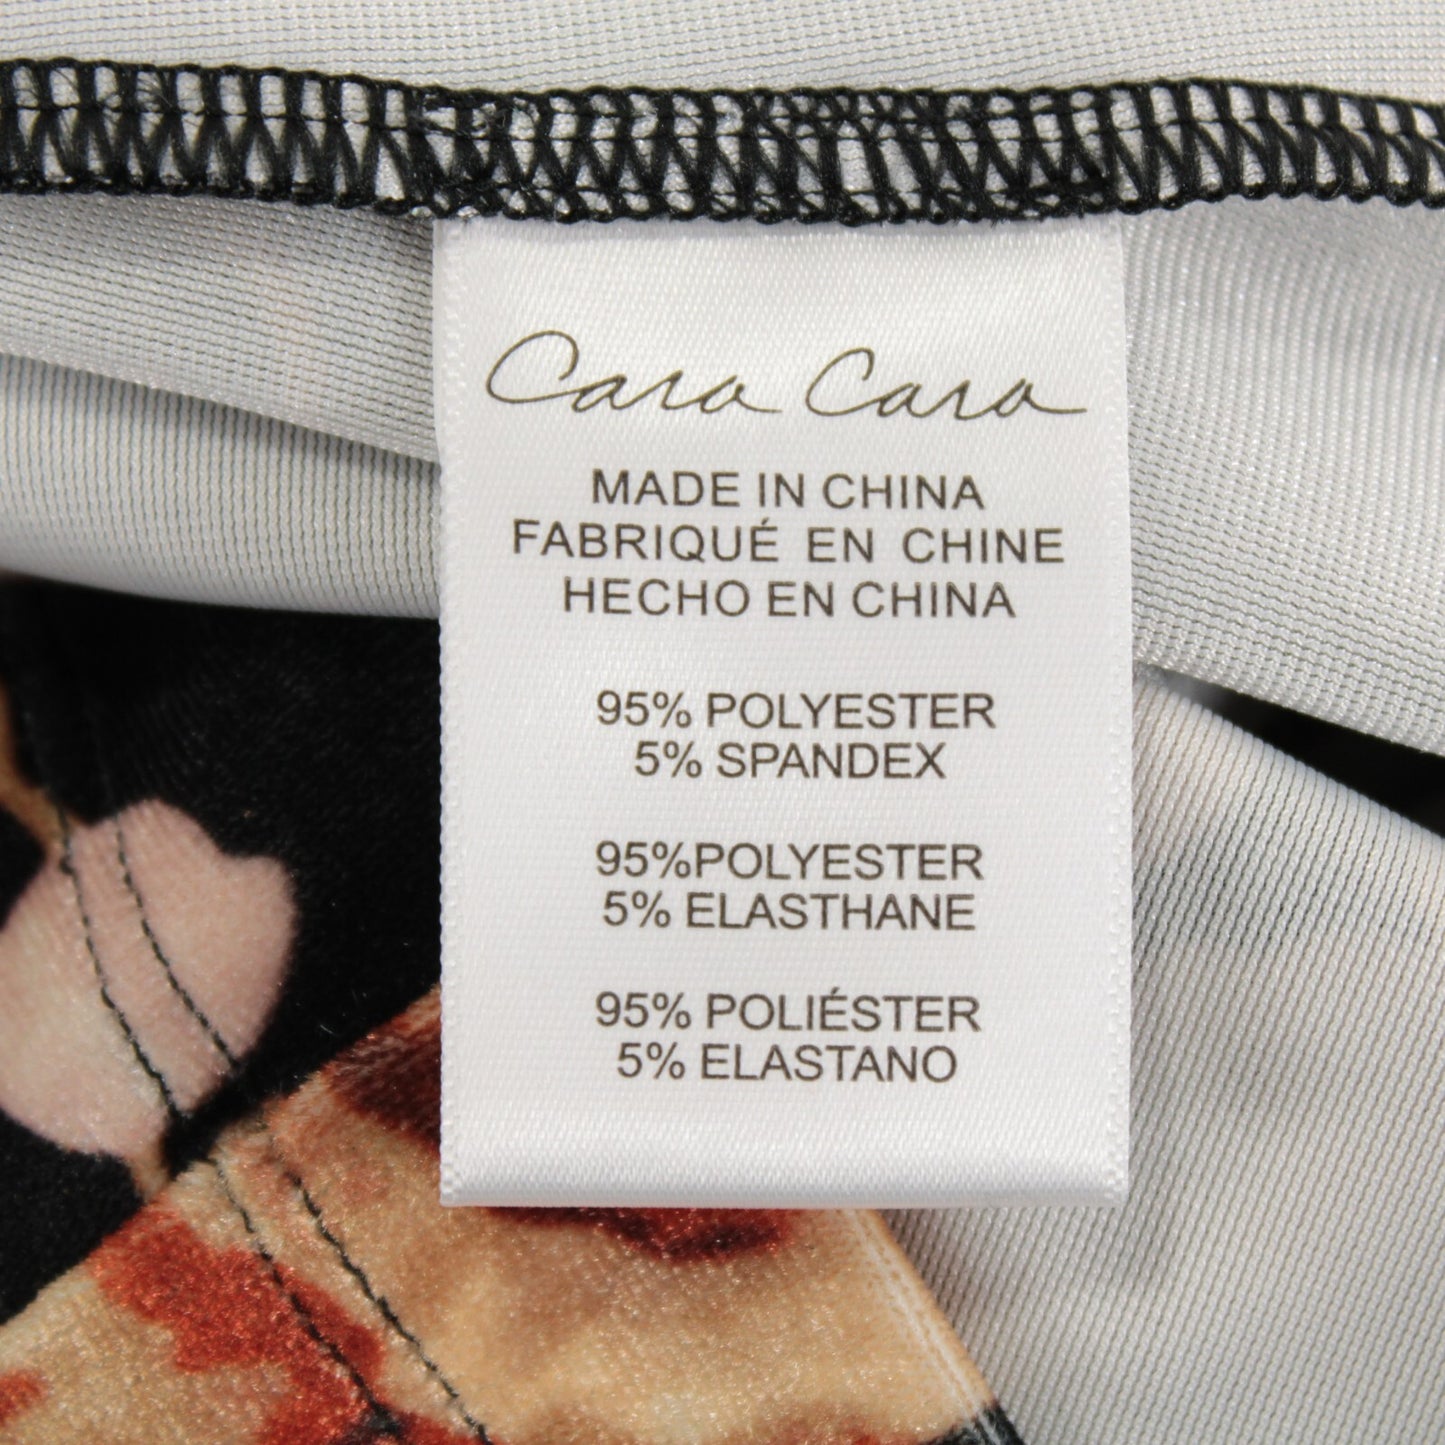 Cara Cara
MADE IN CHINA
FABRIQUÉ EN CHINE
HECHO EN CHINA
95% POLYESTER
5% SPANDEX
95%POLYESTER
5% ELASTHANE
95% POLIÉSTER
5% ELASTANO